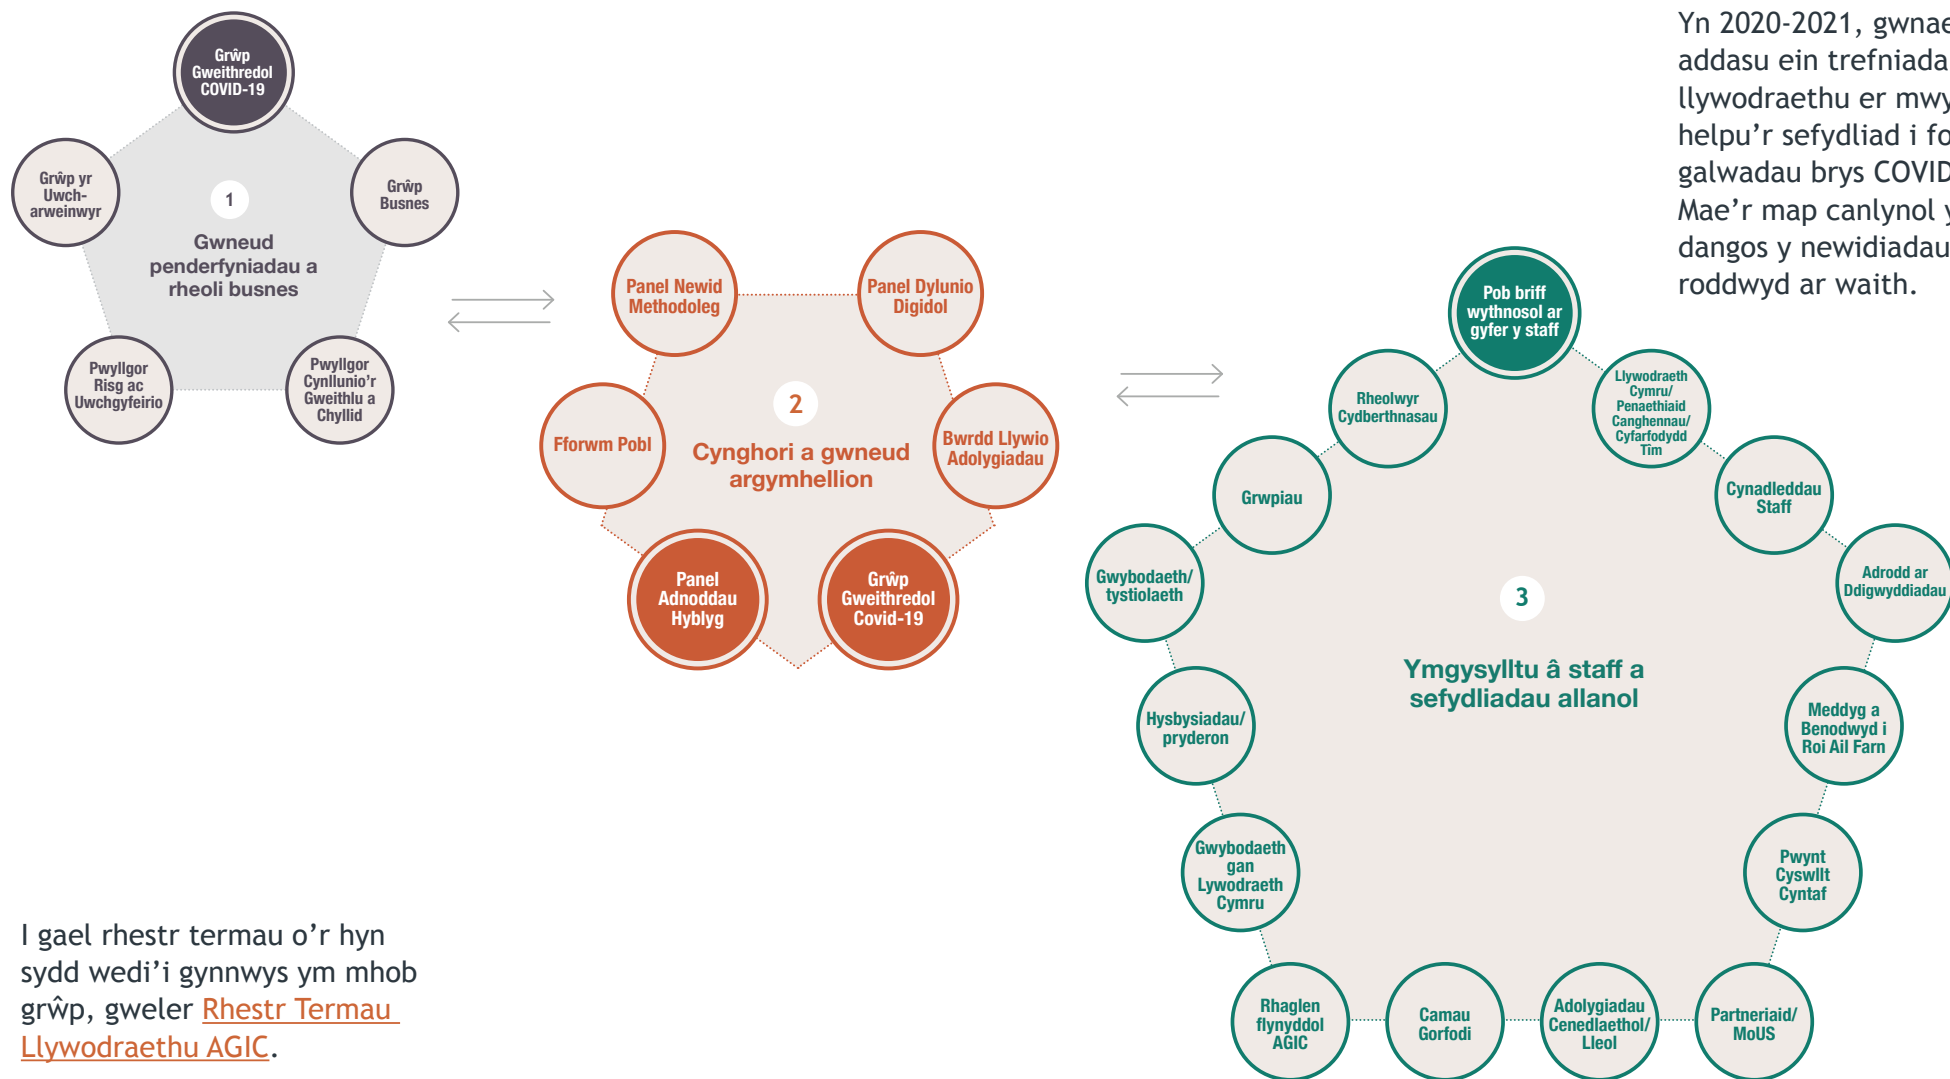 Yn 2020-2021,
addasu ein
llywodraethu er
helpu'r sefydliad i
galwadau brys
Mae'r map canlynol
dangos y newidiadau
roddwyd ar waith.
Grŵp
Gweithredol
COVID-19
Grŵp yr
Uwch-
arweinwyr
Grŵp
Busnes
1
Gwneud
penderfyniadau a
rheoli busnes
Pwyllgor
Risg ac
Uwchgyfeirio
Pwyllgor
Cynllunio'r
Gweithlu a
Chyllid
Panel Newid
Methodoleg
Panel Dylunio
Digidol
Fforwm Pobl
2
Cynghori a gwneud
argymhellion
Bwrdd Llywio
Adolygiadau
Panel
Adnoddau
Hyblyg
Grŵp
Gweithredol
Covid-19
Pob briff
wythnosol ar
gyfer y staff
Rheolwyr
Cydberthnasau
Llywodraeth
Cymru/
Penaethiaid
Canghennau/
Cyfarfodydd
Tîm
Grwpiau
Cynadleddau
Staff
Gwybodaeth/
tystiolaeth
Adrodd ar
Ddigwyddiadau
3
Ymgysylltu â staff a
sefydliadau allanol
Hysbysiadau/
pryderon
Meddyg a
Benodwyd i
Roi Ail Farn
Gwybodaeth
gan
Lywodraeth
Cymru
Pwynt
Cyswllt
Cyntaf
Rhaglen
flynyddol
AGIC
Camau
Gorfodi
Adolygiadau
Cenedlaethol/
Lleol
Partneriaid/
MoUS
I gael rhestr termau o'r hyn
sydd wedi'i gynnwys ym mhob
grŵp, gweler Rhestr Termau
Llywodraethu AGIC.